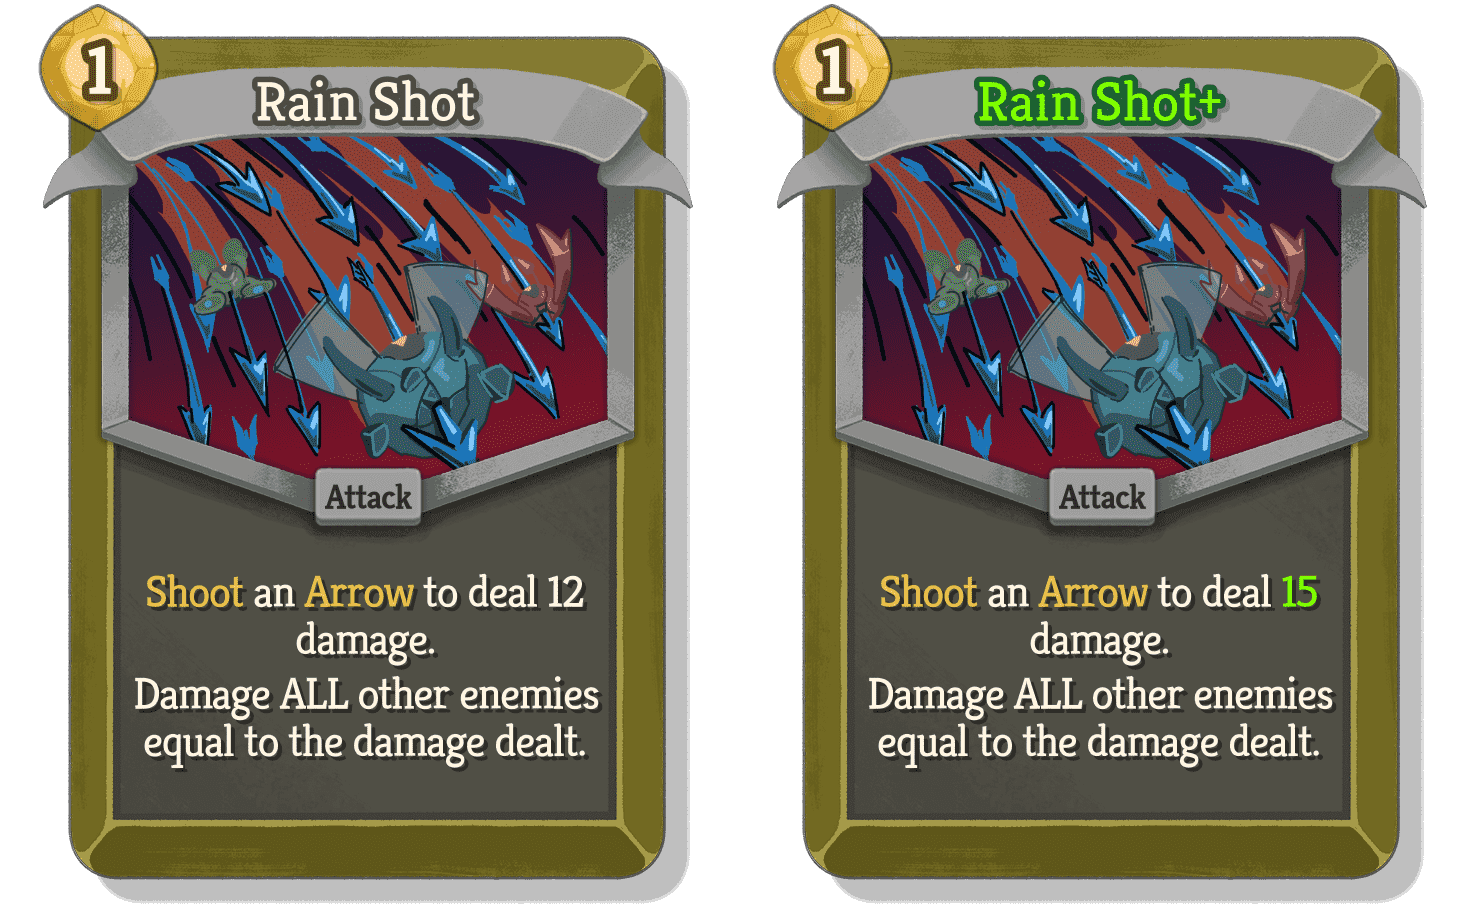 1
Rain Shot
Attack
Shoot an Arrow to deal 12
damage.
Damage ALL other enemies
equal to the damage dealt.
1
Rain Shot+
Attack
Shoot an Arrow to deal 15
damage.
Damage ALL other enemies
equal to the damage dealt.